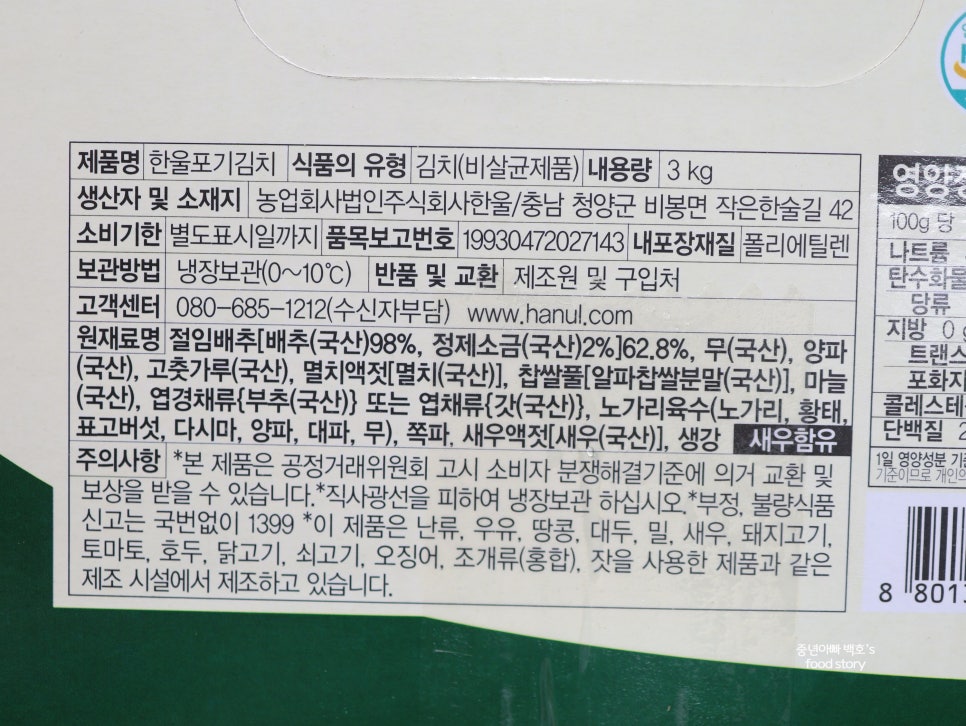 제품명 한울포기김치 식품의 유형 김치(비살균제품) 내용량 3 kg
생산자 및 소재지 농업회사법인주식회사한울/충남 청양군 비봉면 작은한술길 42
소비기한 별도표시일까지 품목보고번호 19930472027143 내포장재질 폴리에틸렌
보관방법 냉장보관(0~10℃) 반품 및 교환 제조원 및 구입처
고객센터 080-685-1212(수신자부담) www.hanul.com
원재료명 절임배추[배추(국산)98%, 정제소금(국산)2%]62.8%, 무(국산), 양파
(국산), 고춧가루(국산), 멸치액젓[멸치(국산)], 찹쌀풀[알파찹쌀분말(국산)], 마늘
(국산), 엽경채류{부추(국산)} 또는 엽채류{갓(국산)}, 노가리육수(노가리, 황태,
표고버섯, 다시마, 양파, 대파, 무), 쪽파, 새우액젓[새우(국산)], 생강 새우함유
주의사항 *본 제품은 공정거래위원회 고시 소비자 분쟁해결기준에 의거 교환 및
보상을 받을 수 있습니다.*직사광선을 피하여 냉장보관 하십시오.*부정, 불량식품
신고는 국번없이 1399 *이 제품은 난류, 우유, 땅콩, 대두, 밀, 새우, 돼지고기,
토마토, 호두, 닭고기, 쇠고기, 오징어, 조개류(홍합), 잣을 사용한 제품과 같은
제조 시설에서 제조하고 있습니다.
영양
100g 당
나트륨
탄수화물
당류
지방 0
트랜스
포화지
콜레스테
단백질 2
1일 영양성분
기준이므로 개인의
8 801
중년아빠 백호's
food story